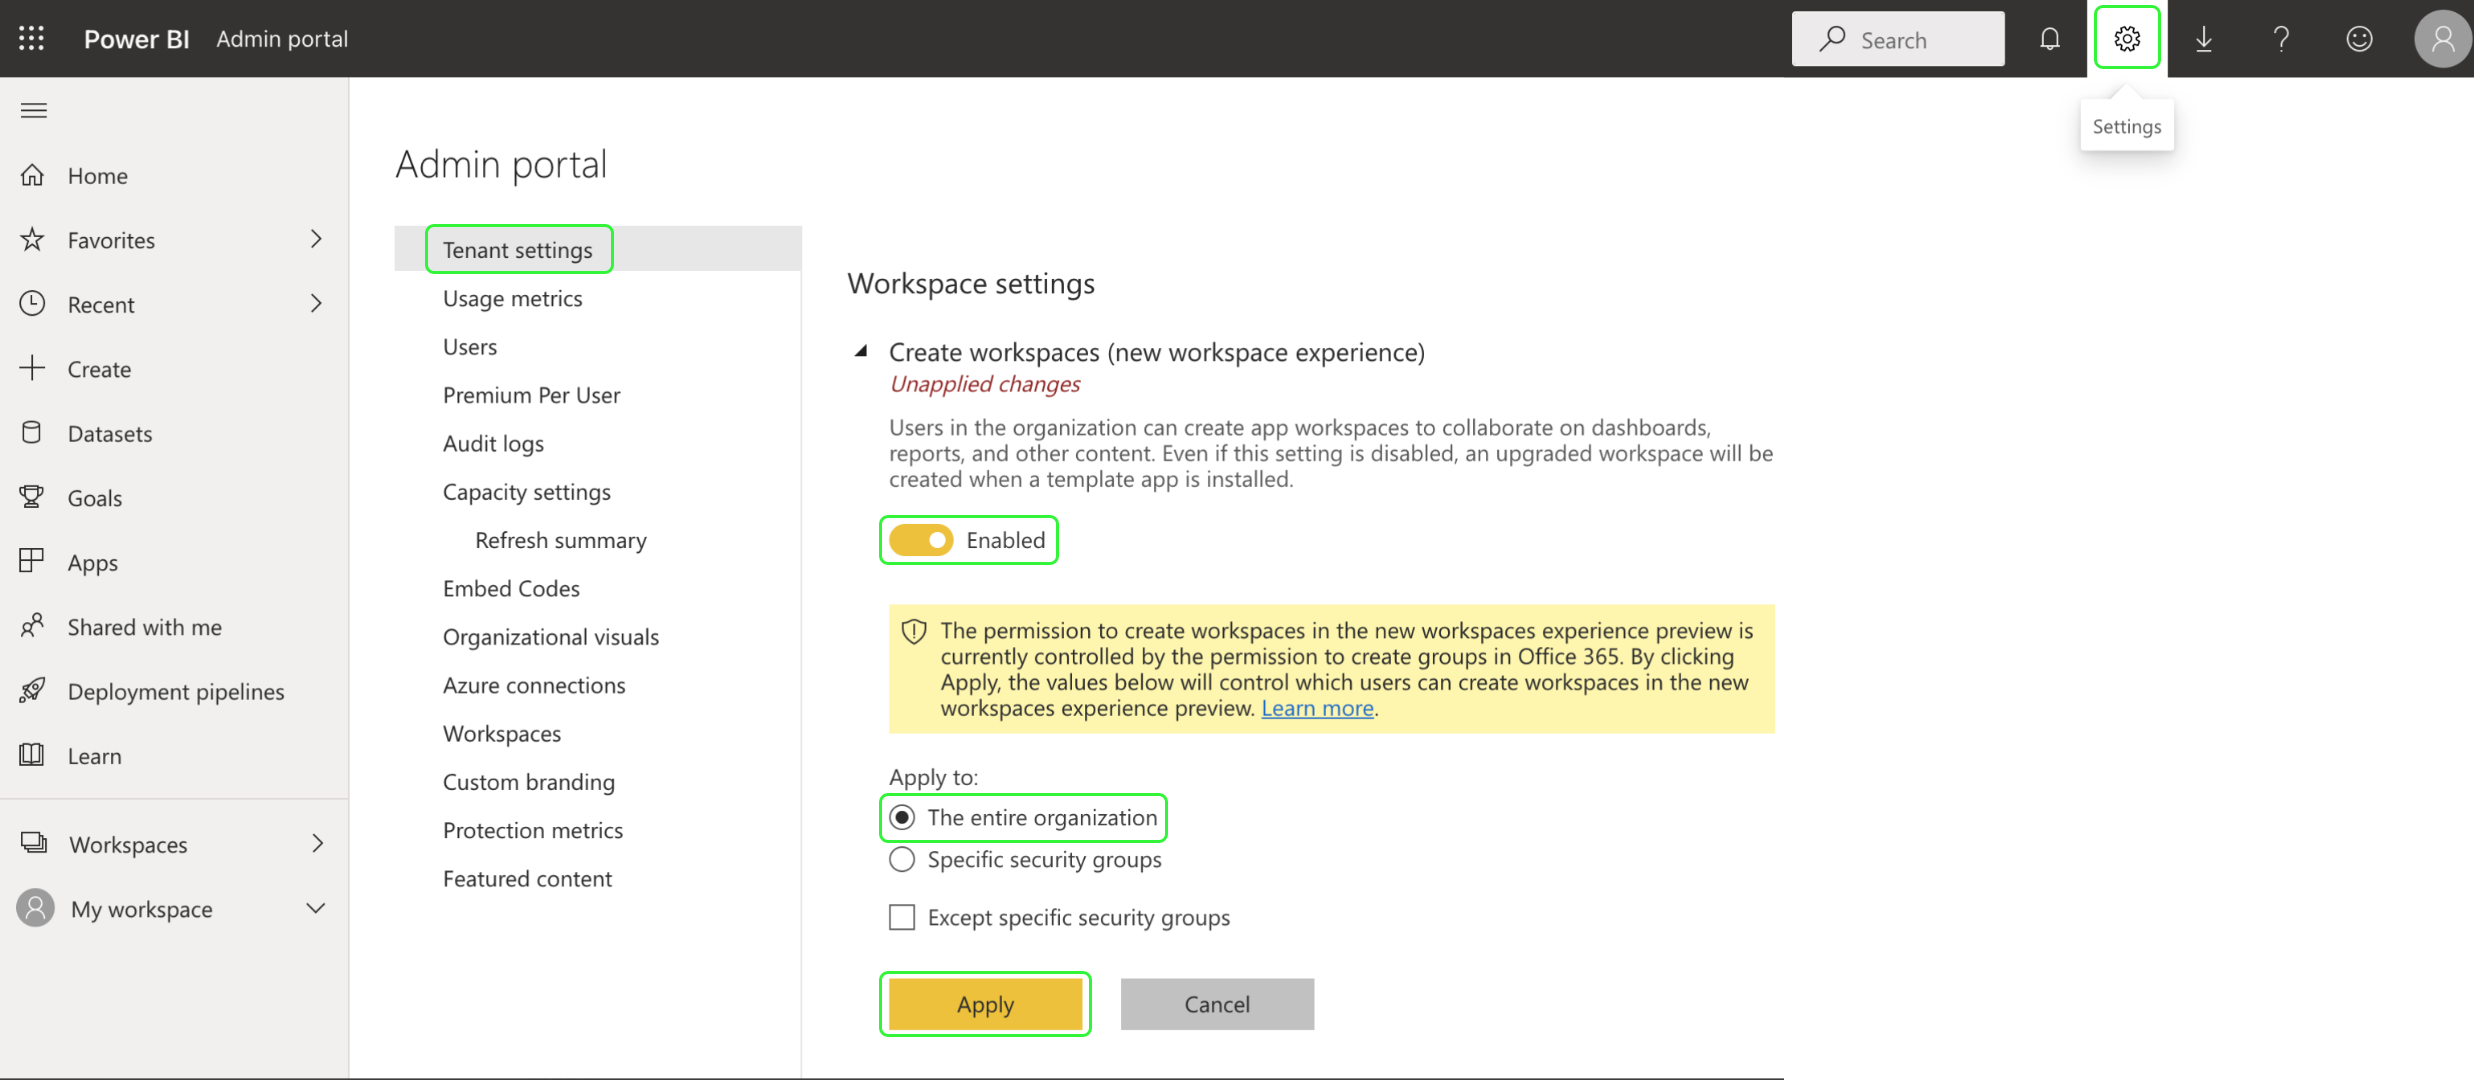 Power BI Admin portal
Search
Settings
Home
Favorites
Recent
Create
Datasets
Goals
Apps
Shared with me
Deployment pipelines
Learn
Workspaces
My workspace
Admin portal
Tenant settings
Usage metrics
Users
Premium Per User
Audit logs
Capacity settings
Refresh summary
Embed Codes
Organizational visuals
Azure connections
Workspaces
Custom branding
Protection metrics
Featured content
Workspace settings
Create workspaces (new workspace experience)
Unapplied changes
Users in the organization can create app workspaces to collaborate on dashboards,
reports, and other content. Even if this setting is disabled, an upgraded workspace will be
created when a template app is installed.
Enabled
The permission to create workspaces in the new workspaces experience preview is
currently controlled by the permission to create groups in Office 365. By clicking
Apply, the values below will control which users can create workspaces in the new
workspaces experience preview. Learn more.
Apply to:
The entire organization
Specific security groups
Except specific security groups
Apply
Cancel